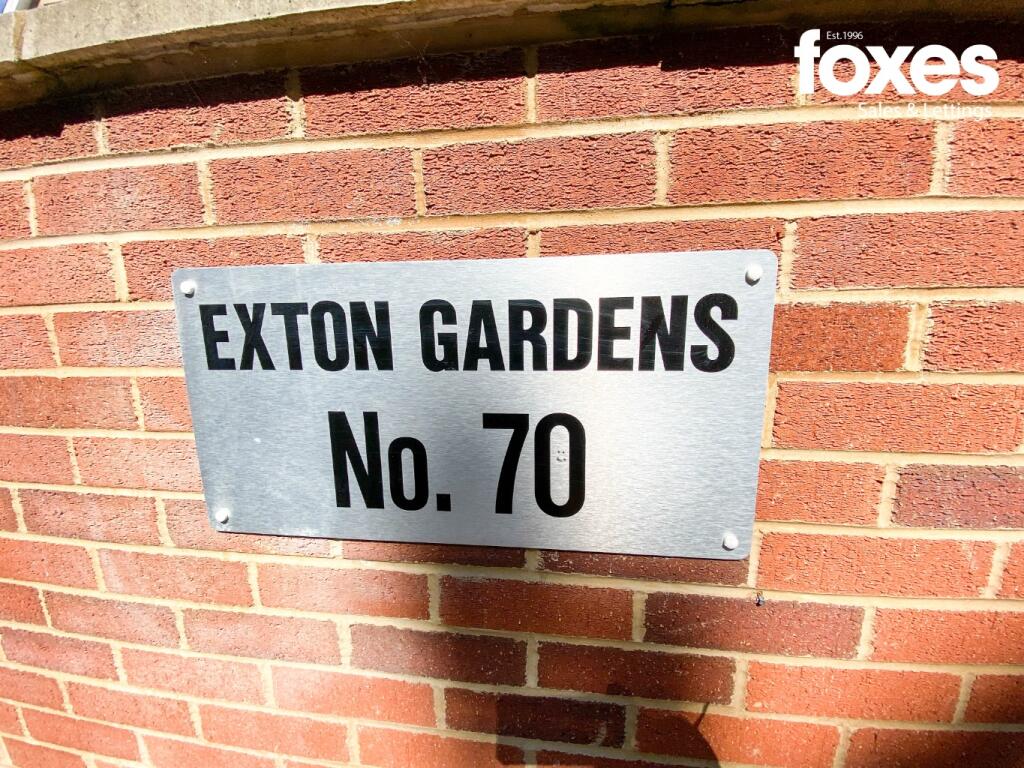 Est.1996
foxes
Sales & Lettings
EXTON GARDENS
No. 70